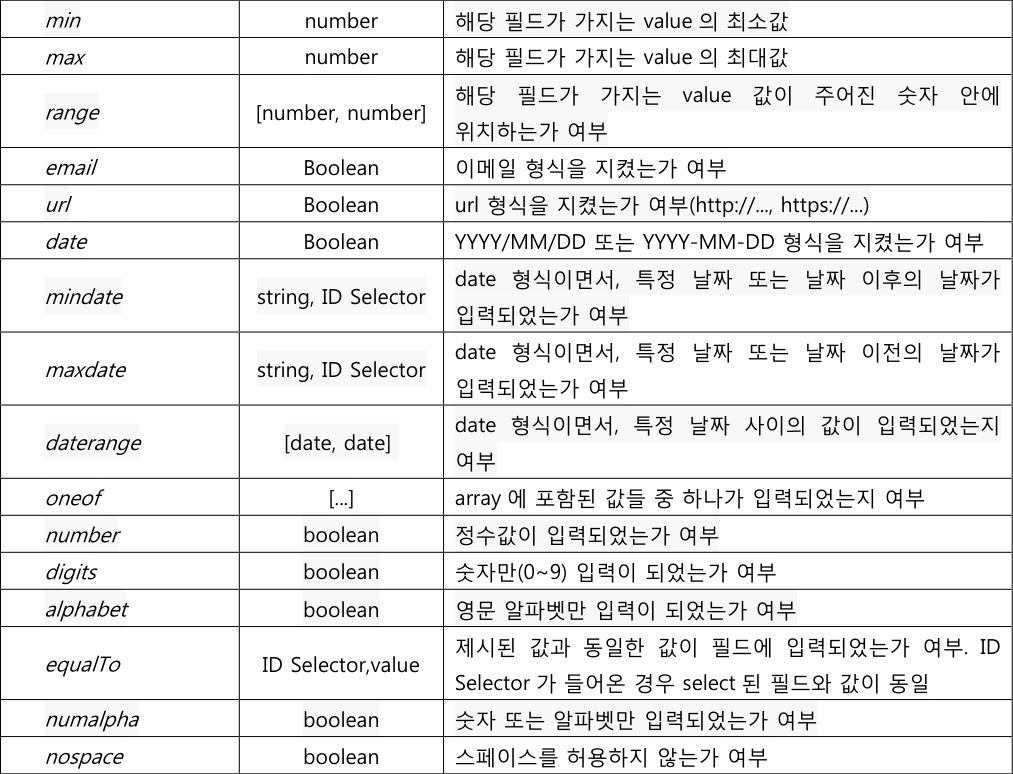 min number 해당 필드가 가지는 value 의 최소값
max number 해당 필드가 가지는 value 의 최대값
range [number, number] 해당 필드가 가지는 value 값이 주어진 숫자 안에
위치하는가 여부
email Boolean 이메일 형식을 지켰는가 여부
url Boolean url 형식을 지켰는가 여부(http://..., https://...)
date Boolean YYYY/MM/DD 또는 YYYY-MM-DD 형식을 지켰는가 여부
mindate string, ID Selector date 형식이면서, 특정 날짜 또는 날짜 이후의 날짜가
입력되었는가 여부
maxdate string, ID Selector date 형식이면서, 특정 날짜 또는 날짜 이전의 날짜가
입력되었는가 여부
daterange [date, date] date 형식이면서, 특정 날짜 사이의 값이 입력되었는지
여부
oneof [...] array 에 포함된 값들 중 하나가 입력되었는지 여부
number boolean 정수값이 입력되었는가 여부
digits boolean 숫자만(0~9) 입력이 되었는가 여부
alphabet boolean 영문 알파벳만 입력이 되었는가 여부
equalTo ID Selector,value 제시된 값과 동일한 값이 필드에 입력되었는가 여부. ID
Selector 가 들어온 경우 select 된 필드와 값이 동일
numalpha boolean 숫자 또는 알파벳만 입력되었는가 여부
nospace boolean 스페이스를 허용하지 않는가 여부